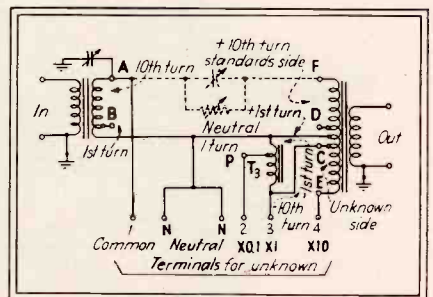 A
10th turn
+10th turn
standards side
F
In
B
1st turn
Neutral
1 turn
+1st turn
D
P
T3
C
-1st turn
E
Out
-10th
turn
Unknown
side
1
N
N
2
3
4
Common
Neutral
X0.1
X1
X10
Terminals for unknown